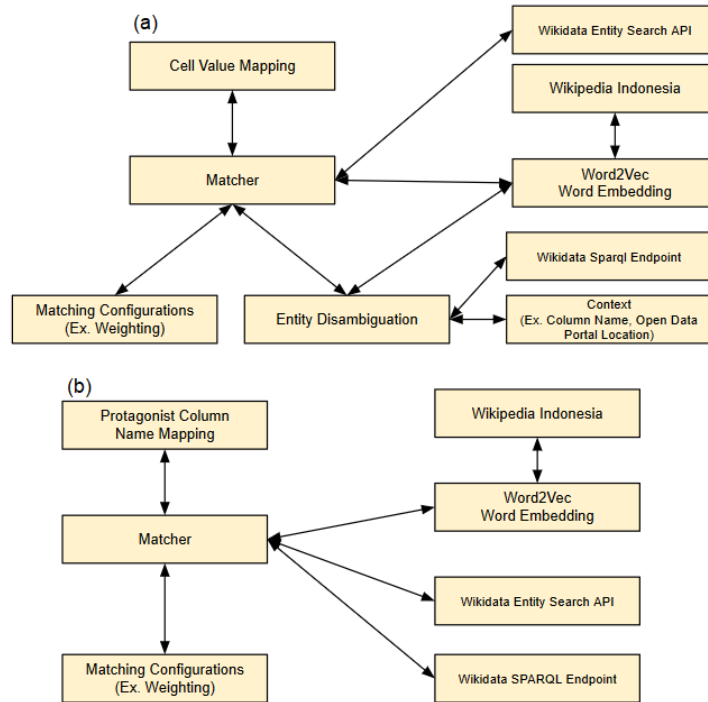 (a)
Wikidata Entity Search API
Cell Value Mapping
Wikipedia Indonesia
Matcher
Word2Vec
Word Embedding
Wikidata Sparql Endpoint
Matching Configurations
(Ex. Weighting)
Entity Disambiguation
Context
(Ex. Column Name, Open Data
Portal Location)
(b)
Protagonist Column
Name Mapping
Wikipedia Indonesia
Word2Vec
Word Embedding
Matcher
Wikidata Entity Search API
Matching Configurations
(Ex. Weighting)
Wikidata SPARQL Endpoint